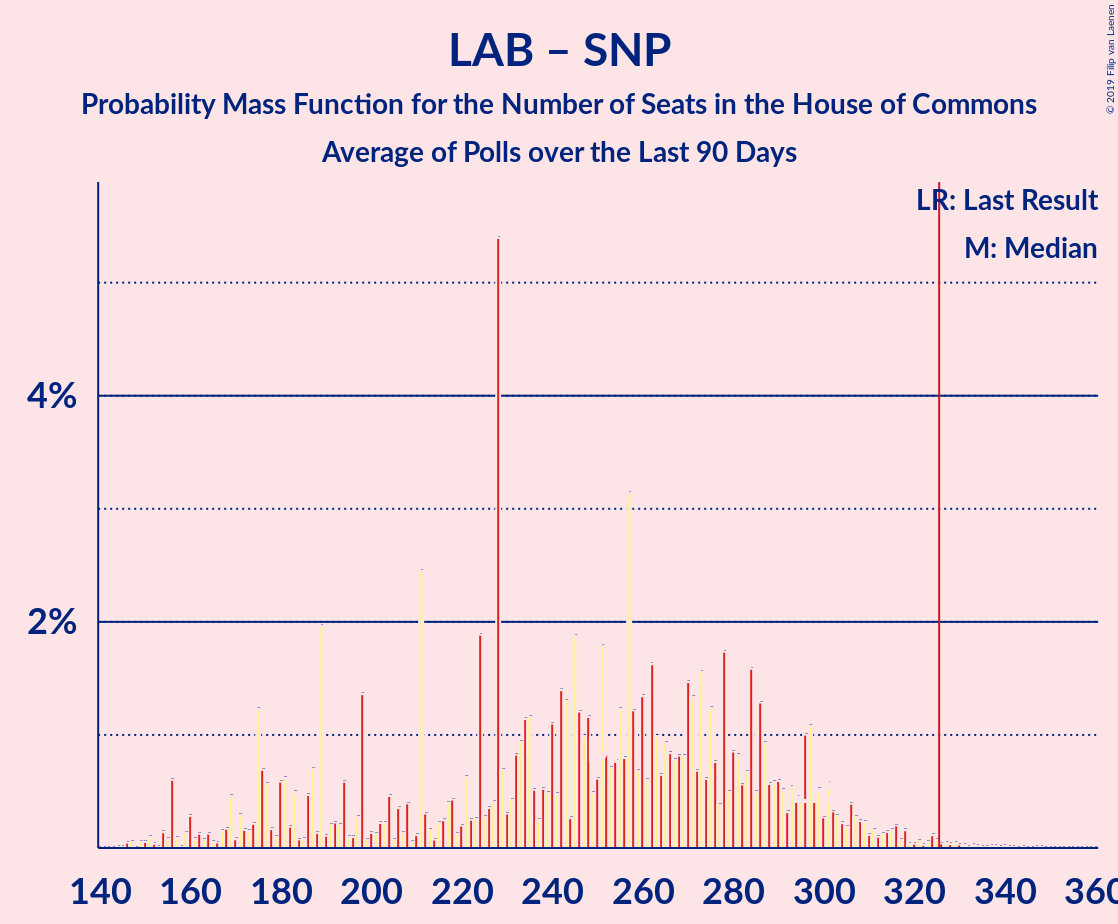 LAB – SNP
Probability Mass Function for the Number of Seats in the House of Commons
Average of Polls over the Last 90 Days
© 2019 Filip van Laenen
LR: Last Result
M: Median
4%
2%
140 160 180 200 220 240 260 280 300 320 340 360